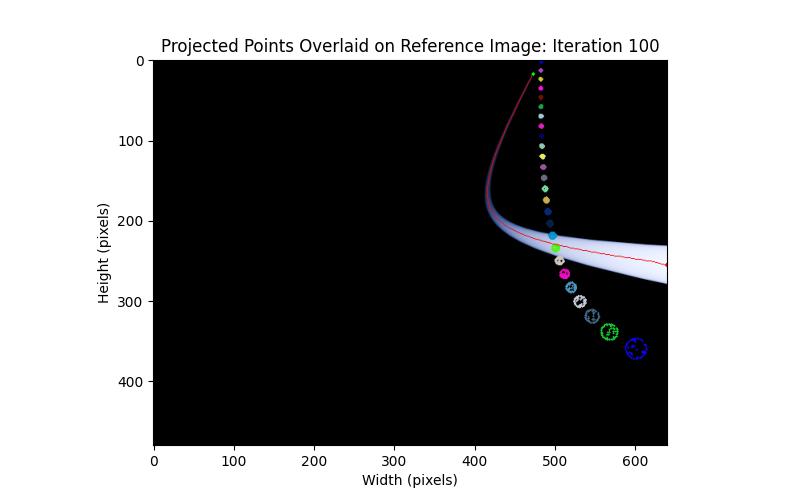 Projected Points Overlaid on Reference Image: Iteration 100
0
100
200
300
400
Height (pixels)
0 100 200 300 400 500 600
Width (pixels)